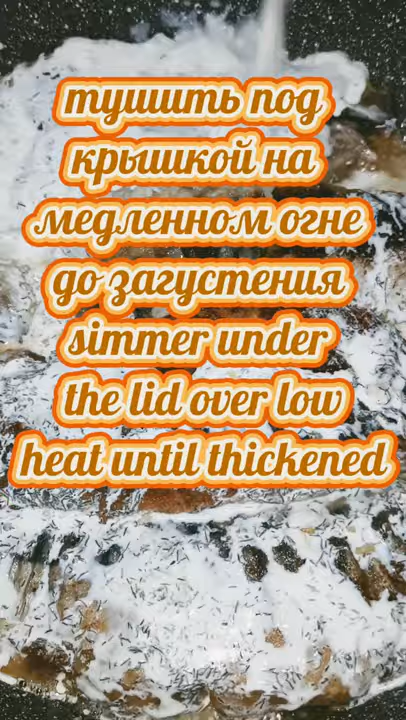 тушить под
крышкой на
медленном огне
до загустения
simmer under
the lid over low
heat until thickened